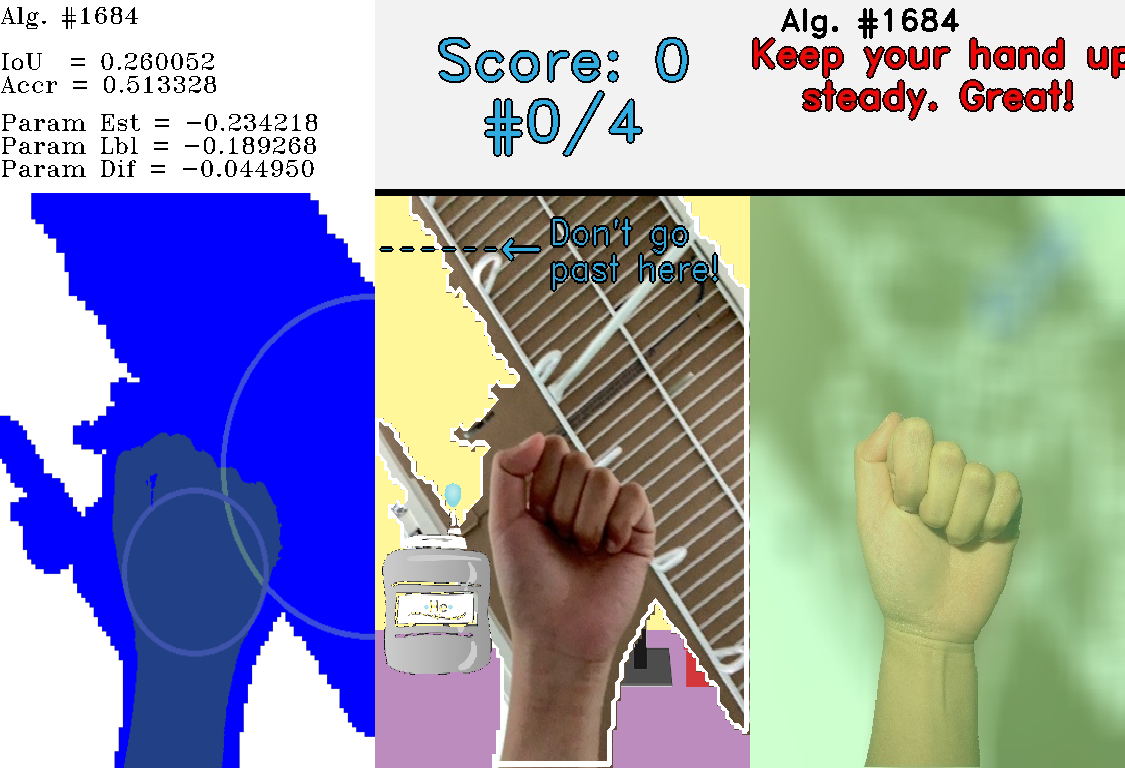 Alg. #1684
IoU = 0.260052
Accr = 0.513328
Param Est = -0.234218
Param Lbl = -0.189268
Param Dif = -0.044950
Score: 0
#0/4
Alg. #1684
Keep your hand up
steady. Great!
Don't go
past here!